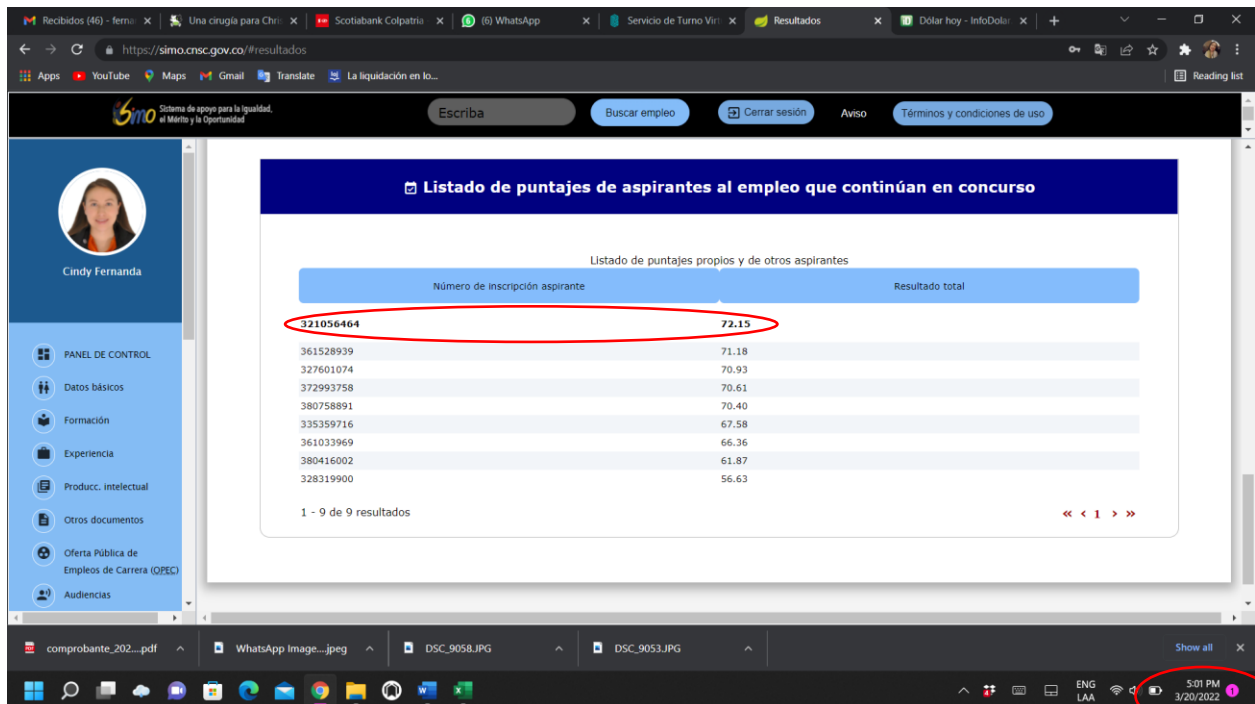 Recibidos (46) - fernar
Una cirugía para Chris
Scotiabank Colpatria
(6) WhatsApp
Servicio de Turno Virt
Resultados
Dólar hoy - InfoDolar
https://simo.cnsc.gov.co/#resultados
Apps YouTube Maps Gmail Translate La liquidación en lo... Reading list
Simo Sistema de apoyo para la Igualdad,
el Mérito y la Oportunidad
Escriba Buscar empleo Cerrar sesión Aviso Términos y condiciones de uso
Cindy Fernanda
PANEL DE CONTROL
Datos básicos
Formación
Experiencia
Producc. intelectual
Otros documentos
Oferta Pública de
Empleos de Carrera (OPEC)
Audiencias
Listado de puntajes de aspirantes al empleo que continúan en concurso
Listado de puntajes propios y de otros aspirantes
Número de inscripción aspirante Resultado total
321056464 72.15
361528939 71.18
327601074 70.93
372993758 70.61
380758891 70.40
335359716 67.58
361033969 66.36
380416002 61.87
328319900 56.63
1 - 9 de 9 resultados « ‹ 1 › »
comprobante_202....pdf WhatsApp Image....jpeg DSC_9058.JPG DSC_9053.JPG Show all
ENG
LAA
5:01 PM
3/20/2022
1